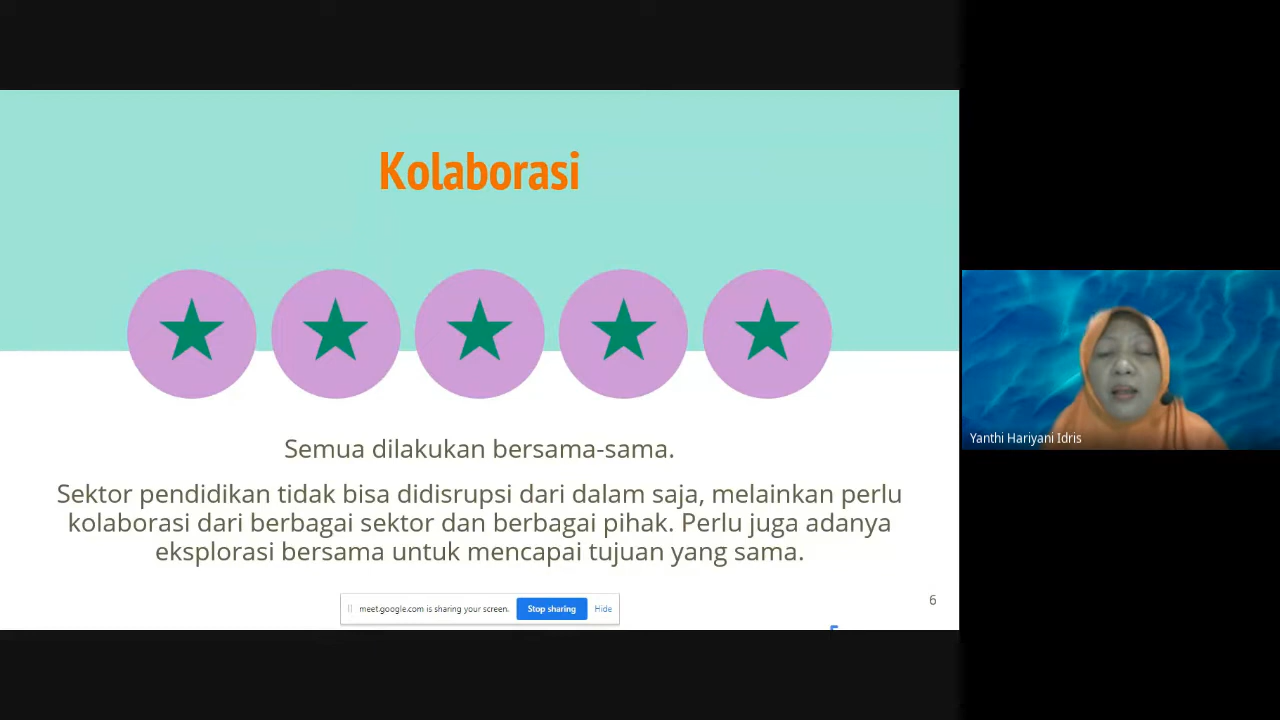 Kolaborasi
Semua dilakukan bersama-sama.
Sektor pendidikan tidak bisa didisrupsi dari dalam saja, melainkan perlu
kolaborasi dari berbagai sektor dan berbagai pihak. Perlu juga adanya
eksplorasi bersama untuk mencapai tujuan yang sama.
meet.google.com is sharing your screen.
Stop sharing
Hide
6
Yanthi Hariyani Idris